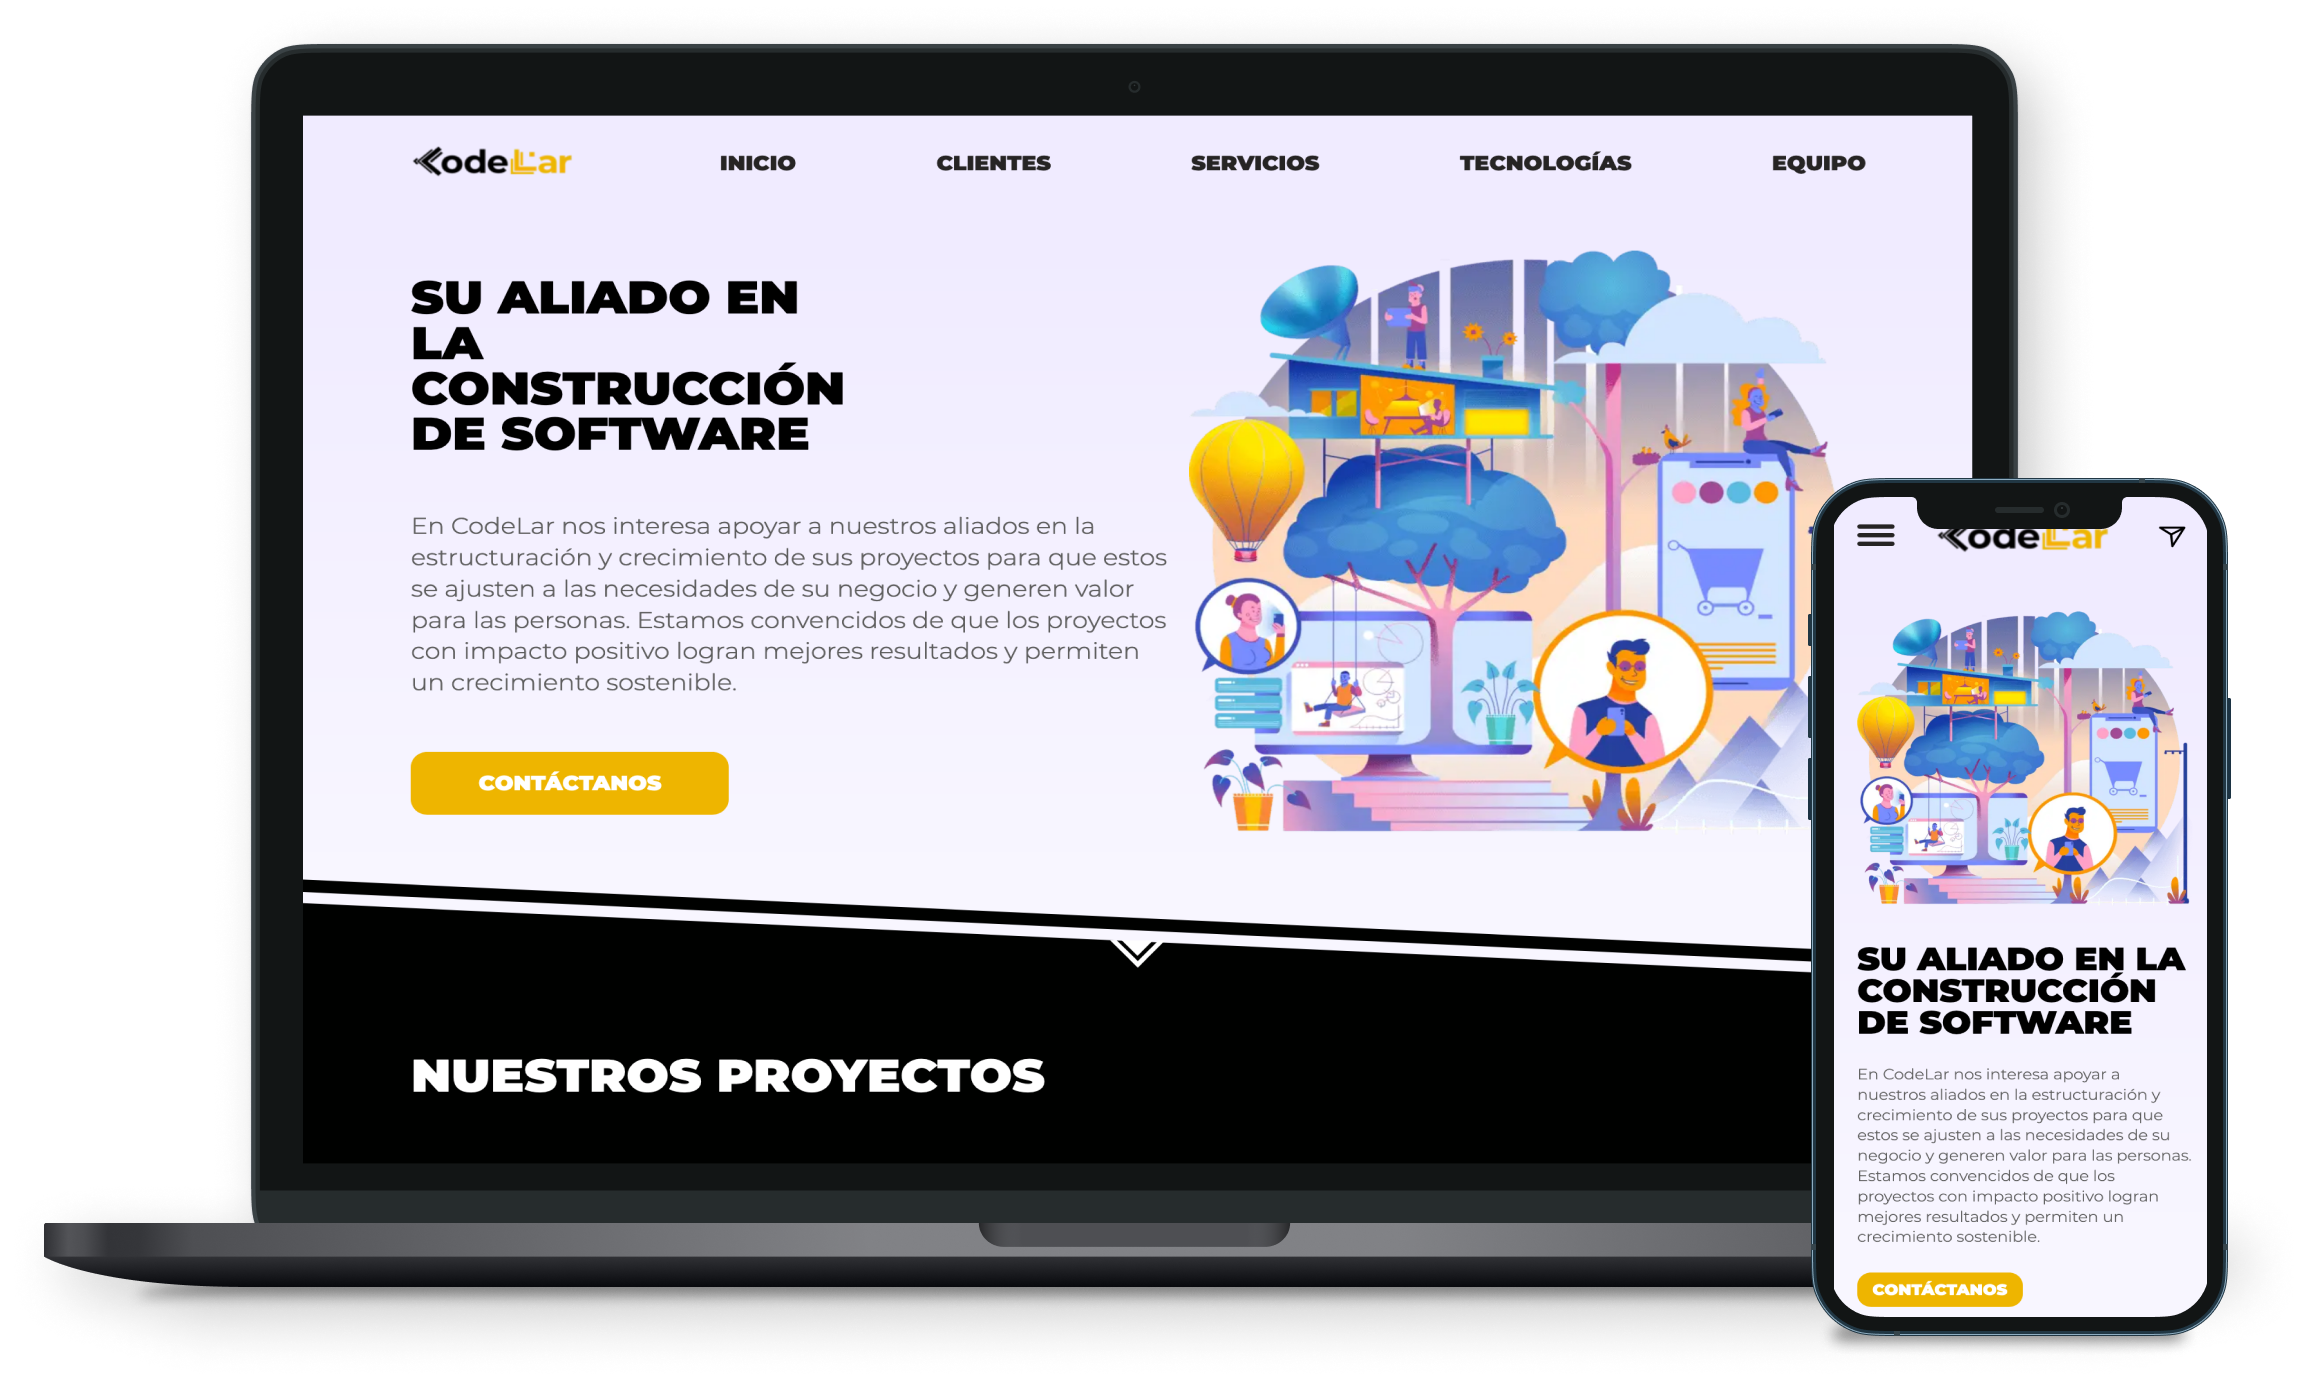 CodeLar
INICIO
CLIENTES
SERVICIOS
TECNOLOGÍAS
EQUIPO
SU ALIADO EN
LA
CONSTRUCCIÓN
DE SOFTWARE
En CodeLar nos interesa apoyar a nuestros aliados en la
estructuración y crecimiento de sus proyectos para que estos
se ajusten a las necesidades de su negocio y generen valor
para las personas. Estamos convencidos de que los proyectos
con impacto positivo logran mejores resultados y permiten
un crecimiento sostenible.
CONTÁCTANOS
NUESTROS PROYECTOS
CodeLar
SU ALIADO EN LA
CONSTRUCCIÓN
DE SOFTWARE
En CodeLar nos interesa apoyar a
nuestros aliados en la estructuración y
crecimiento de sus proyectos para que
estos se ajusten a las necesidades de su
negocio y generen valor para las personas.
Estamos convencidos de que los
proyectos con impacto positivo logran
mejores resultados y permiten un
crecimiento sostenible.
CONTÁCTANOS